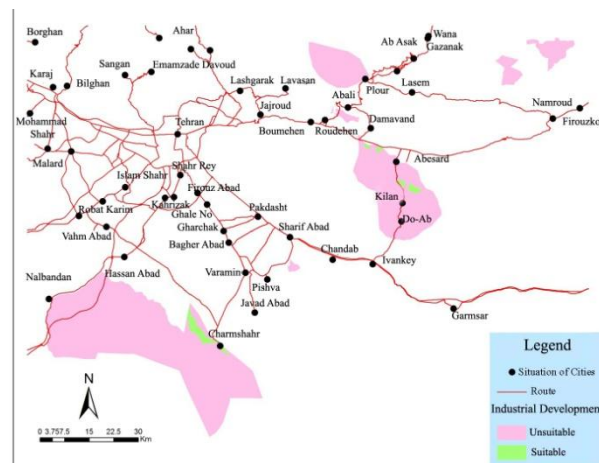 Borghan
Ahar
Wana
Ab Asak
Gazanak
Sangan
Emamzade Davoud
Karaj
Bilghan
Lashgarak
Lavasan
Plour
Lasem
Abali
Mohammad
Shahr
Jajroud
Namroud
Firouzko
Tehran
Boumehen
Roudehen
Damavand
Malard
Shahr Rey
Abesard
Islam Shahr
Firouz Abad
Kilan
Robat Karim
Kahrizak
Ghale No
Pakdasht
Do-Ab
Vahm Abad
Gharchak
Sharif Abad
Bagher Abad
Chandab
Ivankey
Nalbandan
Hassan Abad
Varamin
Pishva
Javad Abad
Garmsar
Charmshahr
N
0 3.757.5 15 22.5 30
Km
Legend
Situation of Cities
Route
Industrial Development
Unsuitable
Suitable